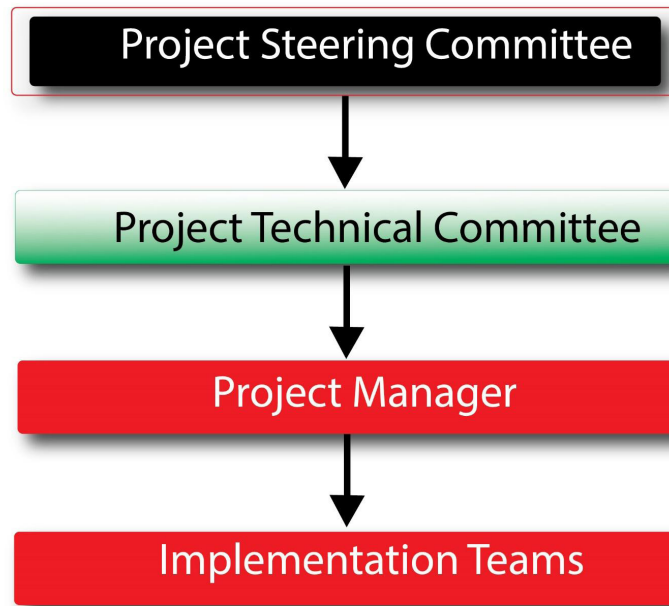 Project Steering Committee
Project Technical Committee
Project Manager
Implementation Teams